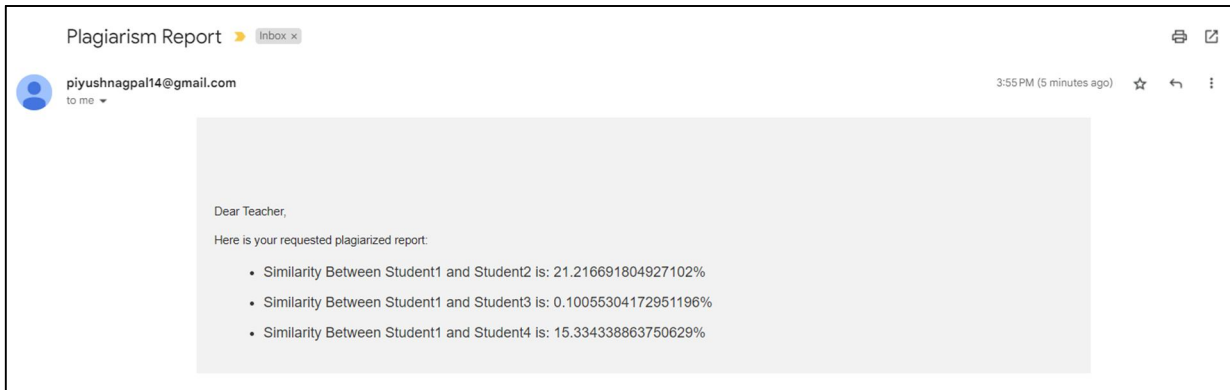 Plagiarism Report Inbox ×
piyushnagpal14@gmail.com 3:55 PM (5 minutes ago)
to me
Dear Teacher,
Here is your requested plagiarized report:
• Similarity Between Student1 and Student2 is: 21.216691804927102%
• Similarity Between Student1 and Student3 is: 0.10055304172951196%
• Similarity Between Student1 and Student4 is: 15.334338863750629%